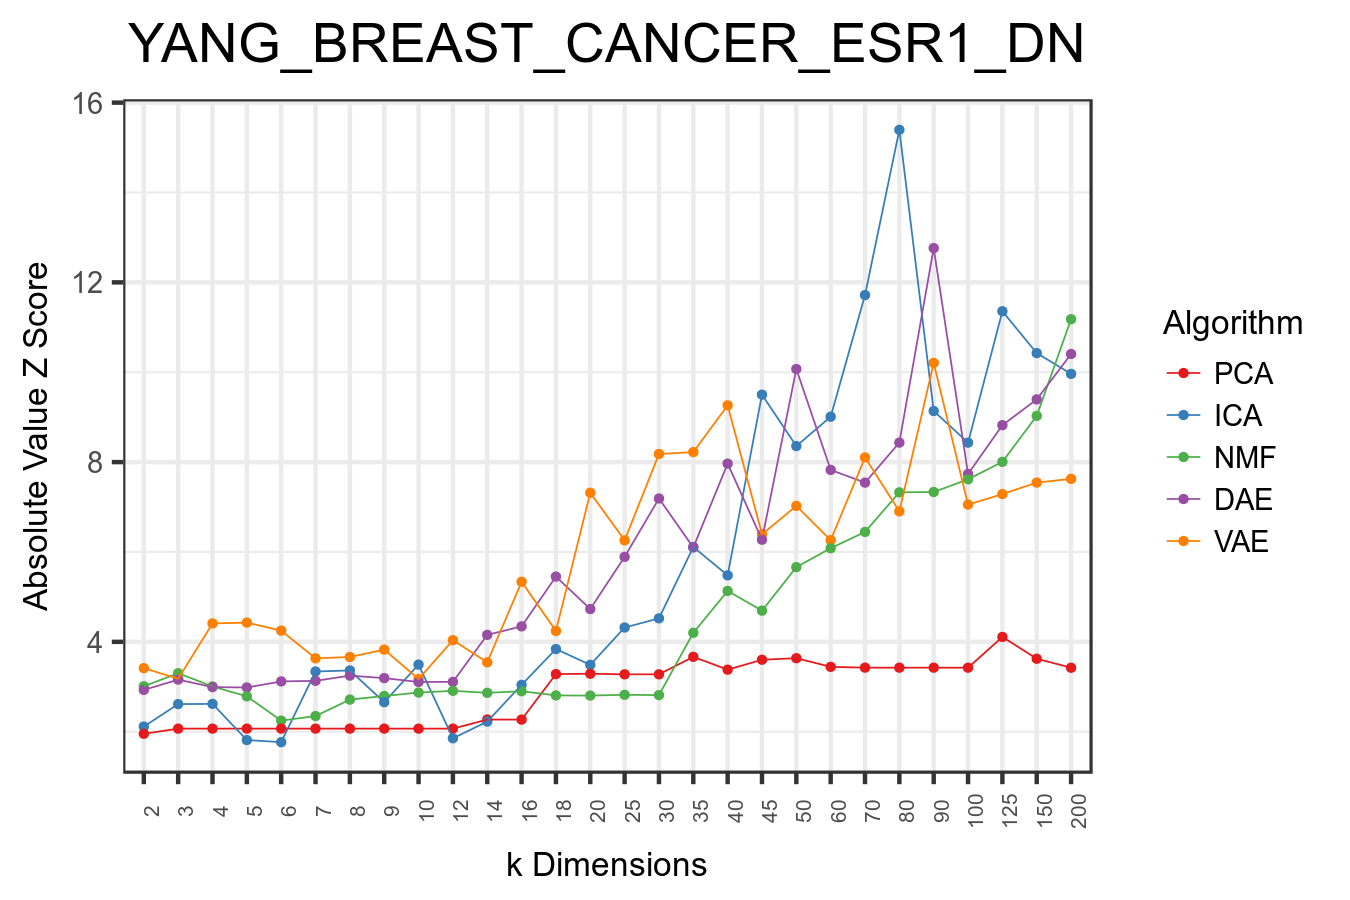 YANG_BREAST_CANCER_ESR1_DN
Absolute Value Z Score
16
12
8
4
2 3 4 5 6 7 8 9 10 12 14 16 18 20 25 30 35 40 45 50 60 70 80 90 100 125 150 200
k Dimensions
Algorithm
PCA
ICA
NMF
DAE
VAE